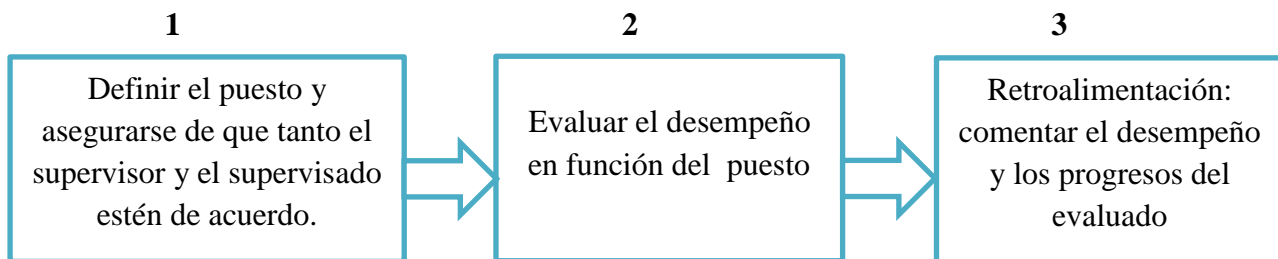 1
Definir el puesto y
asegurarse de que tanto el
supervisor y el supervisado
estén de acuerdo.
2
Evaluar el desempeño
en función del puesto
3
Retroalimentación:
comentar el desempeño
y los progresos del
evaluado